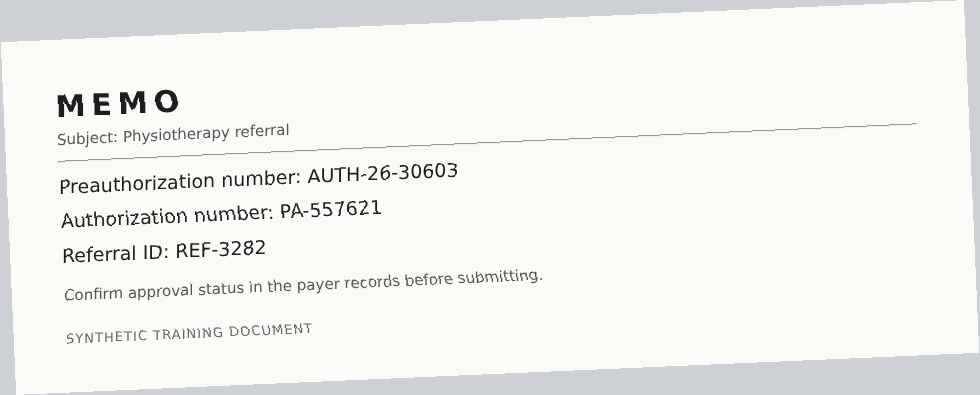 MEMO
Subject: Physiotherapy referral
Preauthorization number: AUTH-26-30603
Authorization number: PA-557621
Referral ID: REF-3282
Confirm approval status in the payer records before submitting.
SYNTHETIC TRAINING DOCUMENT